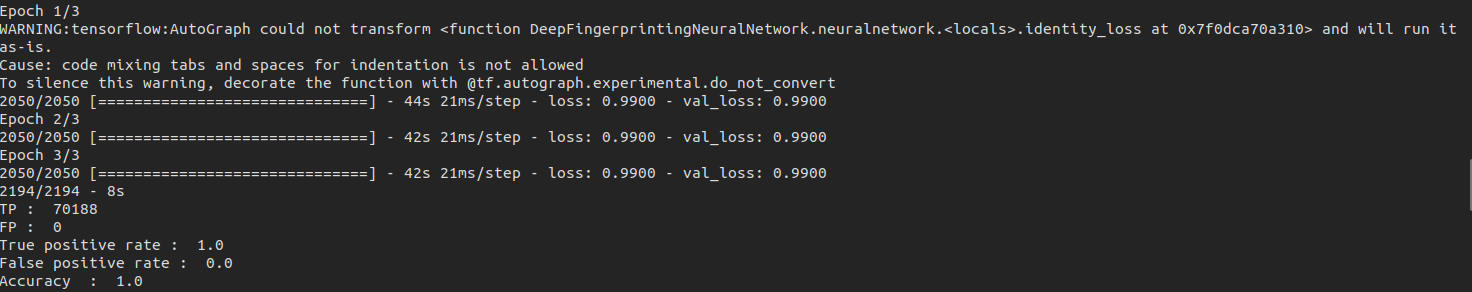 Epoch 1/3
WARNING:tensorflow:AutoGraph could not transform <function DeepFingerprintingNeuralNetwork.neuralnetwork.<locals>.identity_loss at 0x7f0dca70a310> and will run it
as-is.
Cause: code mixing tabs and spaces for indentation is not allowed
To silence this warning, decorate the function with @tf.autograph.experimental.do_not_convert
2050/2050 [==============================] - 44s 21ms/step - loss: 0.9900 - val_loss: 0.9900
Epoch 2/3
2050/2050 [==============================] - 42s 21ms/step - loss: 0.9900 - val_loss: 0.9900
Epoch 3/3
2050/2050 [==============================] - 42s 21ms/step - loss: 0.9900 - val_loss: 0.9900
2194/2194 - 8s
TP :  70188
FP :  0
True positive rate :  1.0
False positive rate :  0.0
Accuracy  :  1.0